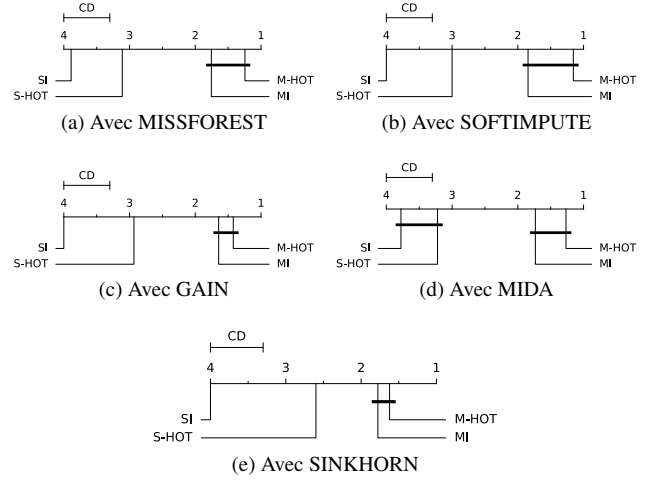 CD
4 3 2 1
SI M-HOT
S-HOT MI
(a) Avec MISSFOREST
CD
4 3 2 1
SI M-HOT
S-HOT MI
(b) Avec SOFTIMPUTE
CD
4 3 2 1
SI M-HOT
S-HOT MI
(c) Avec GAIN
CD
4 3 2 1
SI M-HOT
S-HOT MI
(d) Avec MIDA
CD
4 3 2 1
SI M-HOT
S-HOT MI
(e) Avec SINKHORN